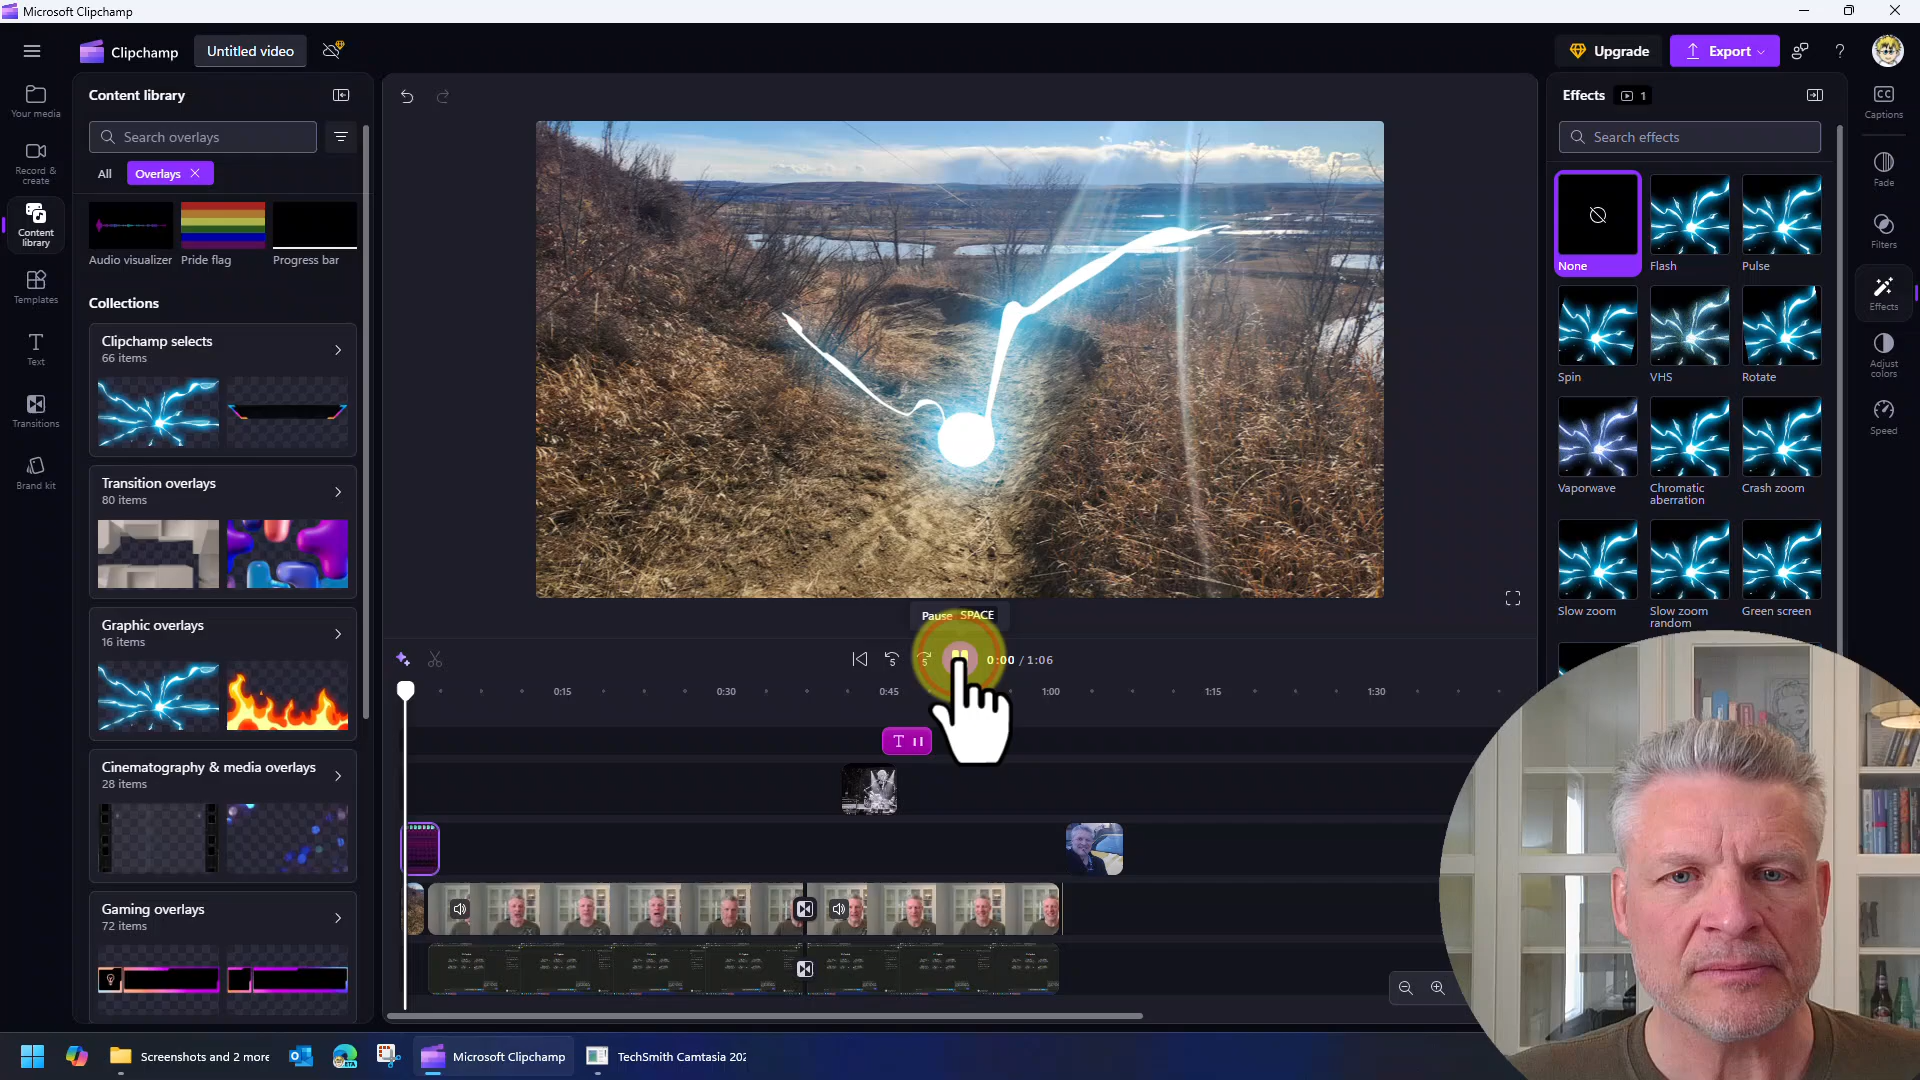 Microsoft Clipchamp
Clipchamp
Untitled video
Upgrade
Export
?
Your media
Record &
create
Content
library
Templates
Text
Transitions
Brand kit
Content library
Search overlays
All
Overlays
Audio visualizer
Pride flag
Progress bar
Collections
Clipchamp selects
66 items
Transition overlays
80 items
Graphic overlays
16 items
Cinematography & media overlays
28 items
Gaming overlays
72 items
Pause SPACE
5
5
0:00 / 1:06
0:15
0:30
0:45
1:00
1:15
1:30
T
Effects 1
Search effects
None
Flash
Pulse
Spin
VHS
Rotate
Vaporwave
Chromatic
aberration
Crash zoom
Slow zoom
Slow zoom
random
Green screen
CC
Captions
Fade
Filters
Effects
Adjust
colors
Speed
Screenshots and 2 more
BETA
Microsoft Clipchamp
TechSmith Camtasia 202